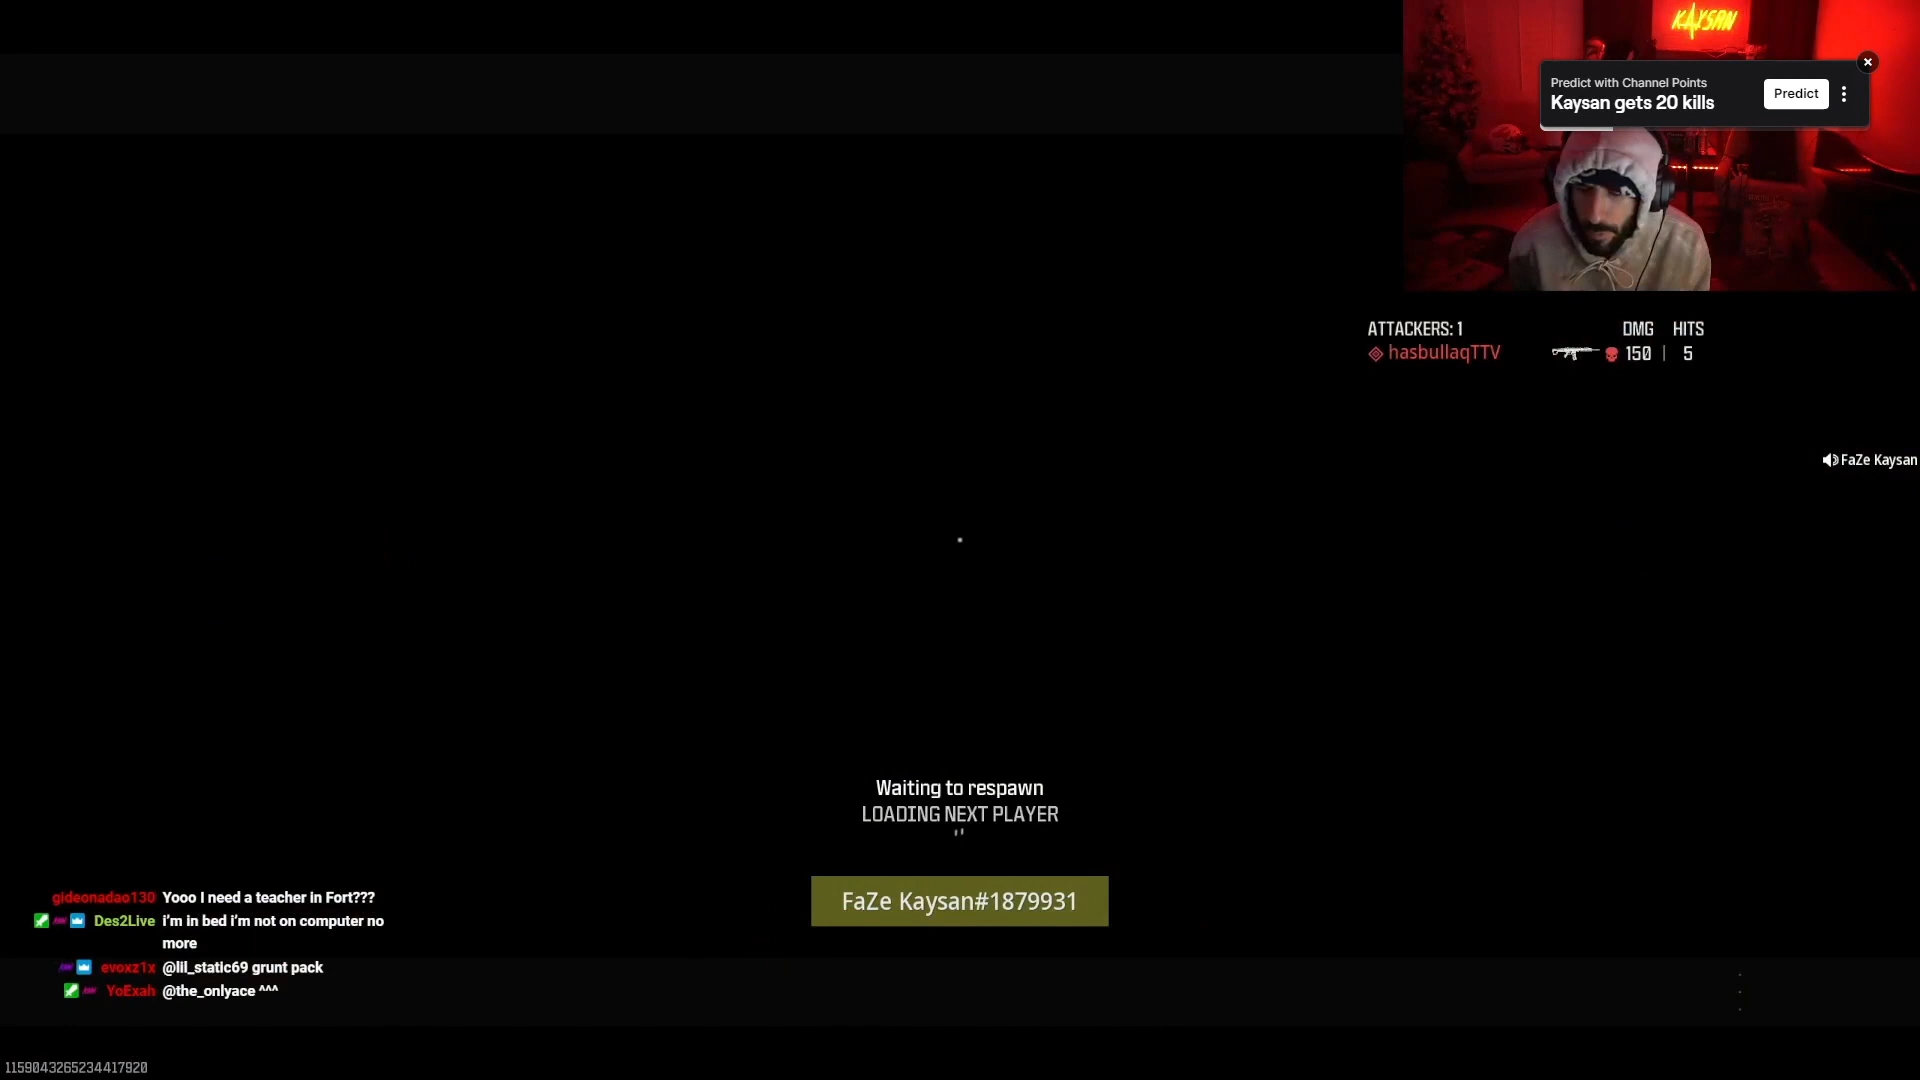 KAYSAN
Predict with Channel Points
Kaysan gets 20 kills
Predict
ATTACKERS: 1 DMG HITS
hasbullaqTTV 150 | 5
FaZe Kaysan
Waiting to respawn
LOADING NEXT PLAYER
FaZe Kaysan#1879931
gideonadao130 Yooo I need a teacher in Fort???
Des2Live i'm in bed i'm not on computer no
more
evoxz1x @lil_static69 grunt pack
YoExah @the_onlyace ^^^
1159043265234417920